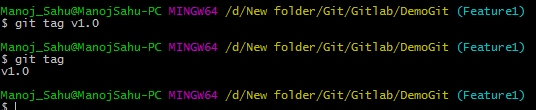 Manoj_Sahu@ManojSahu-PC MINGW64 /d/New folder/Git/Gitlab/DemoGit (Feature1)
$ git tag v1.0
Manoj_Sahu@ManojSahu-PC MINGW64 /d/New folder/Git/Gitlab/DemoGit (Feature1)
$ git tag
v1.0
Manoj_Sahu@ManojSahu-PC MINGW64 /d/New folder/Git/Gitlab/DemoGit (Feature1)
$